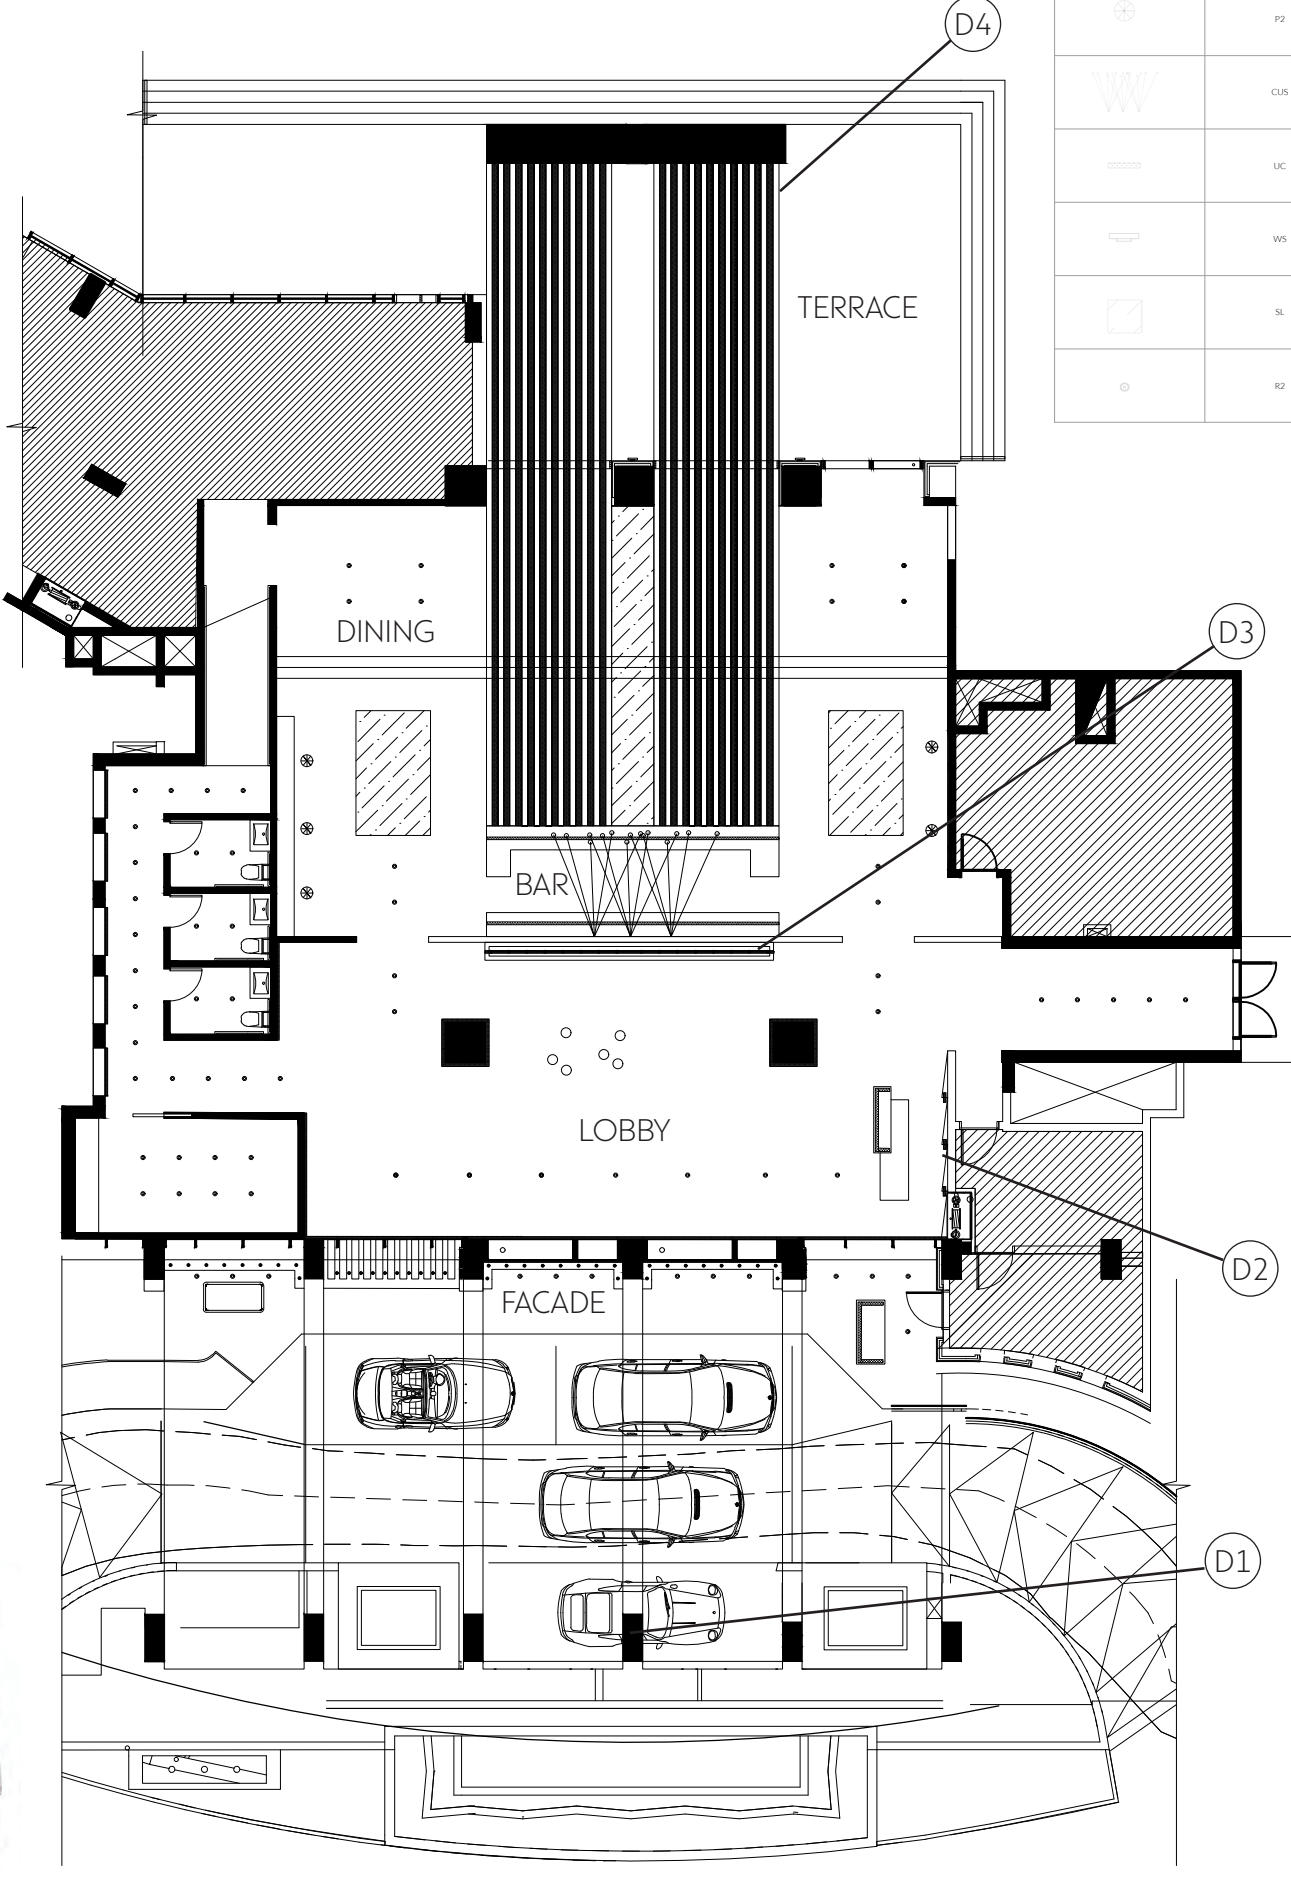 D4
P2
CUS
UC
WS
SL
R2
TERRACE
DINING
D3
BAR
LOBBY
D2
FACADE
D1